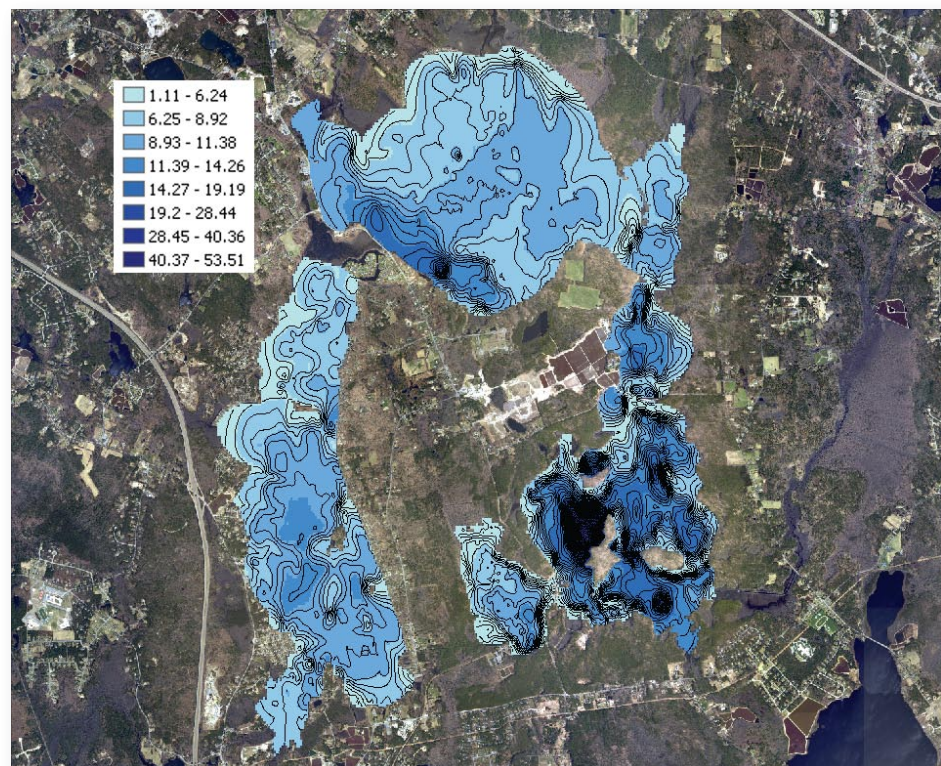 1.11 - 6.24
6.25 - 8.92
8.93 - 11.38
11.39 - 14.26
14.27 - 19.19
19.2 - 28.44
28.45 - 40.36
40.37 - 53.51